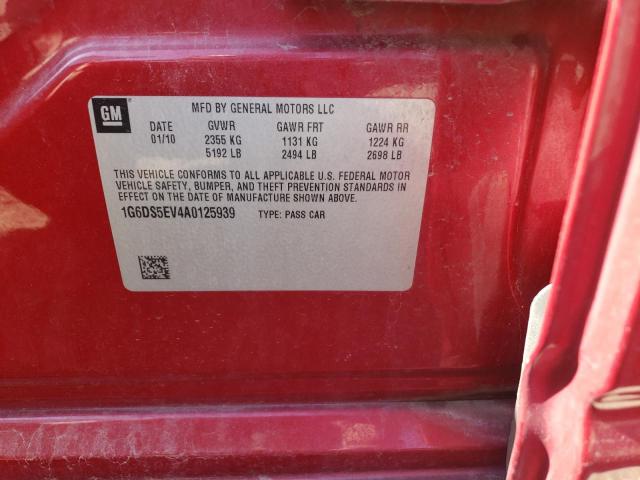 GM
MFD BY GENERAL MOTORS LLC
DATE GVWR GAWR FRT GAWR RR
01/10 2355 KG 1131 KG 1224 KG
5192 LB 2494 LB 2698 LB
THIS VEHICLE CONFORMS TO ALL APPLICABLE U.S. FEDERAL MOTOR
VEHICLE SAFETY, BUMPER, AND THEFT PREVENTION STANDARDS IN
EFFECT ON THE DATE OF MANUFACTURE SHOWN ABOVE.
1G6DS5EV4A0125939 TYPE: PASS CAR